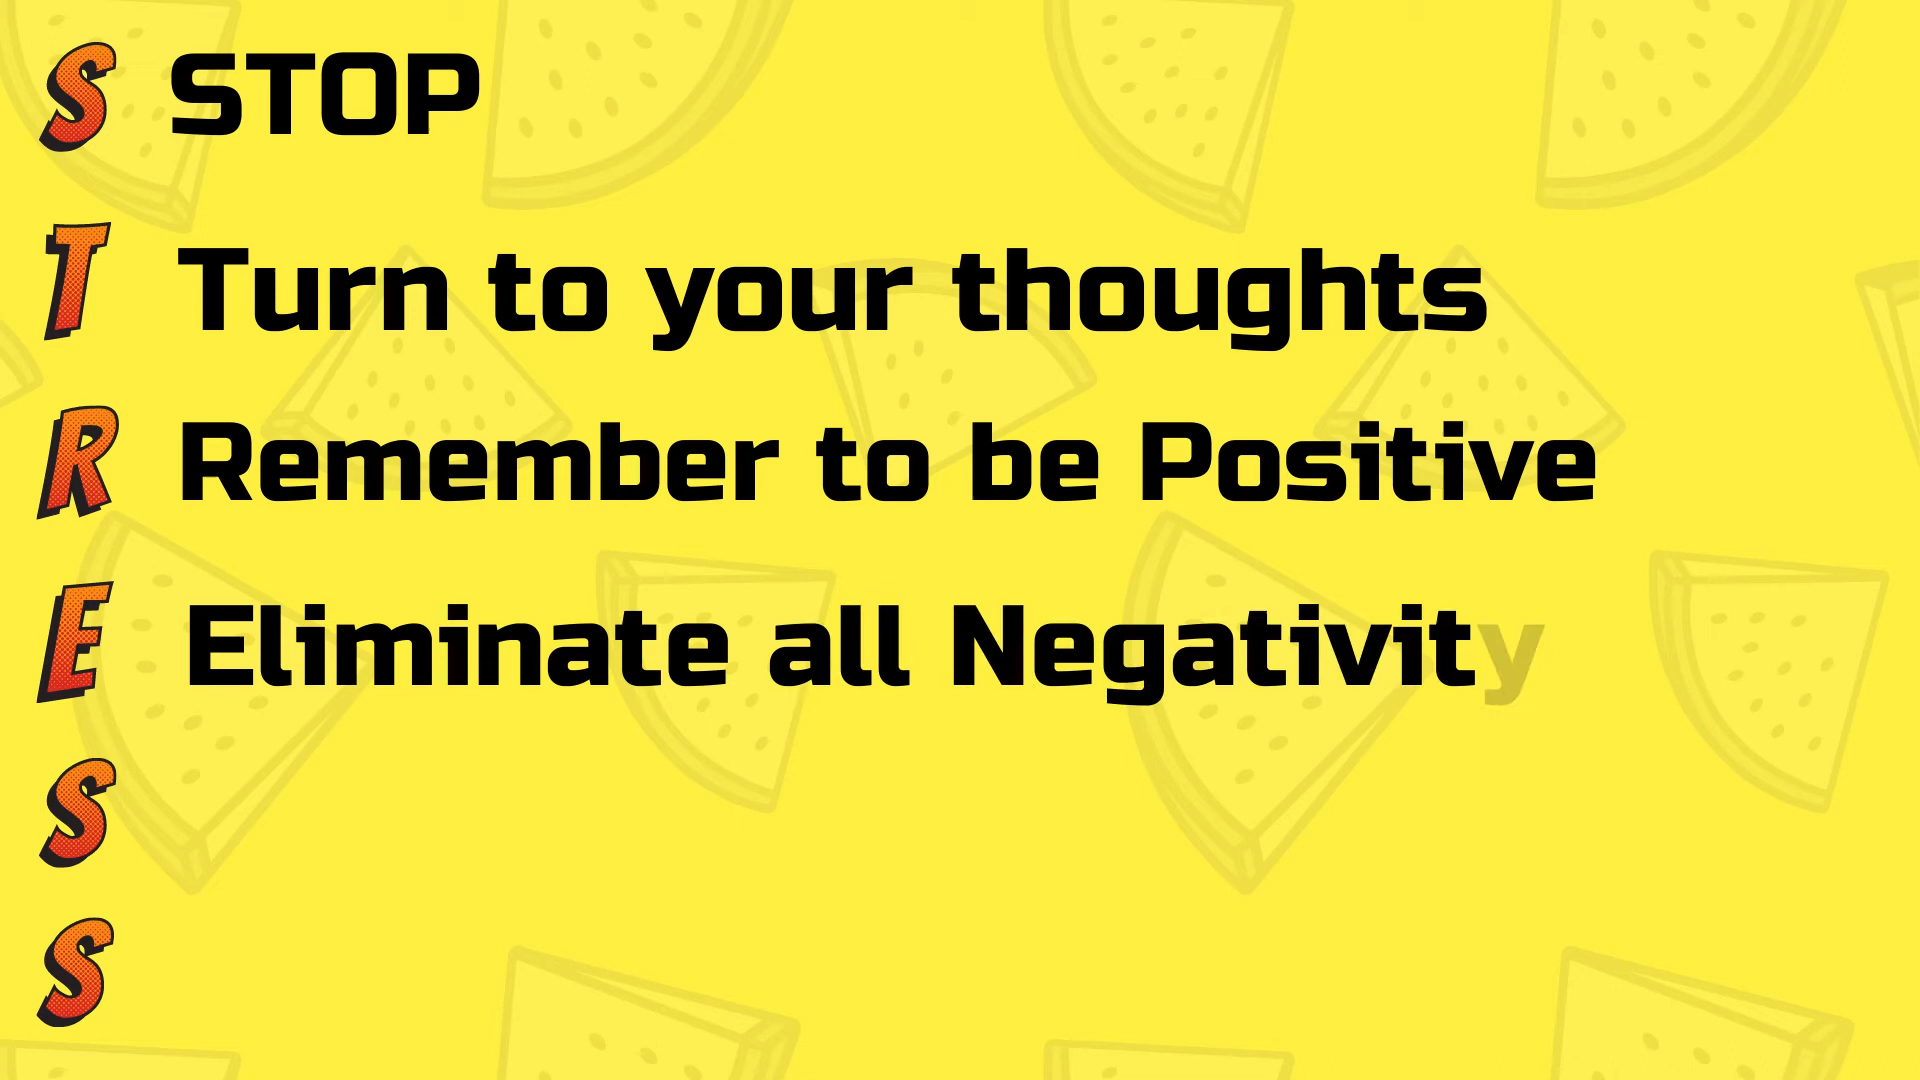 S STOP
T Turn to your thoughts
R Remember to be Positive
E Eliminate all Negativity
S
S